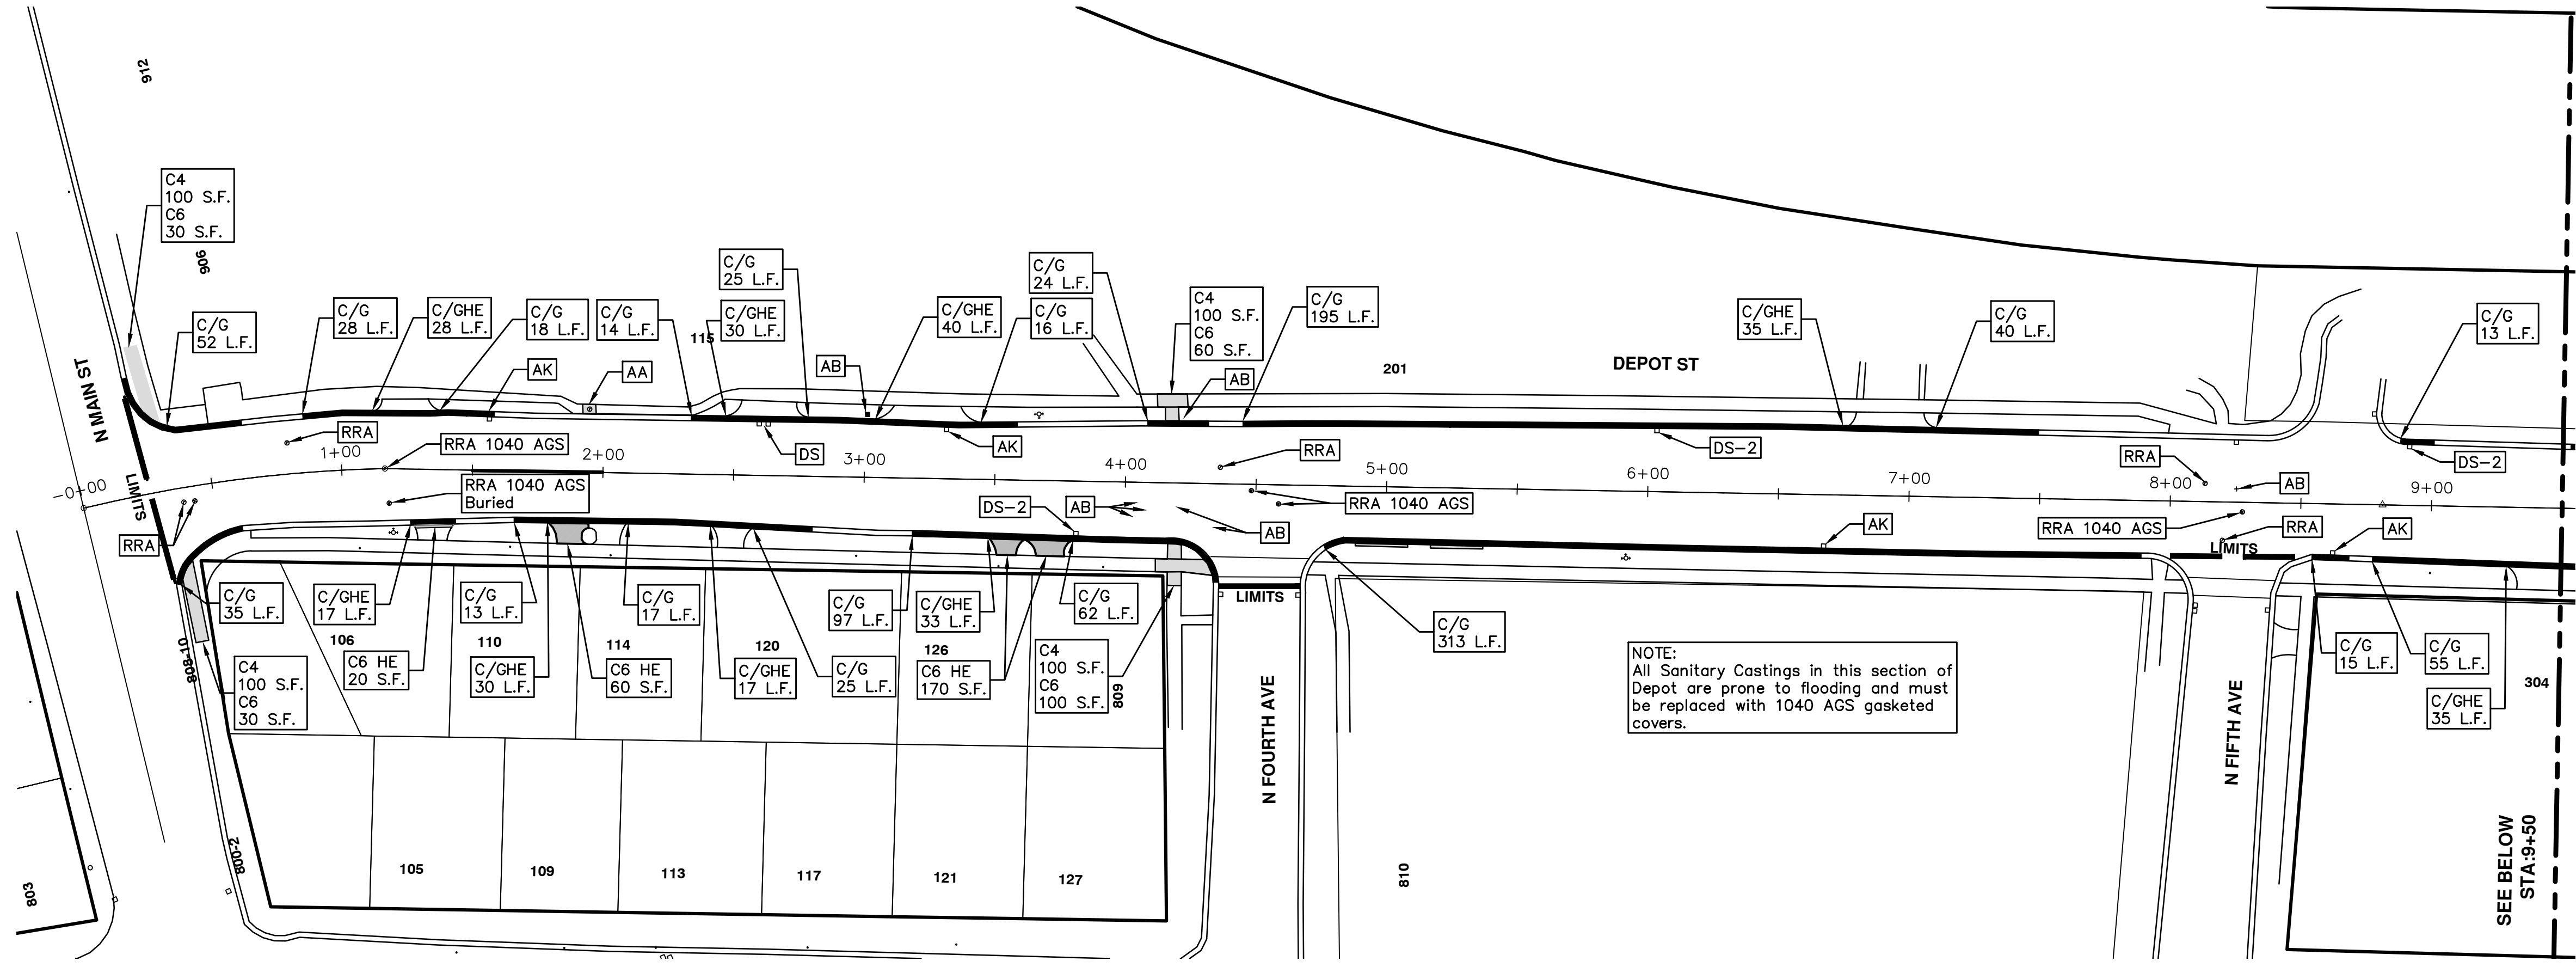 912
906
C4
100 S.F.
C6
30 S.F.
C/G
52 L.F.
C/G
28 L.F.
C/GHE
28 L.F.
C/G
18 L.F.
C/G
14 L.F.
C/G
25 L.F.
C/GHE
30 L.F.
115
C/GHE
40 L.F.
C/G
24 L.F.
C/G
16 L.F.
C4
100 S.F.
C6
60 S.F.
C/G
195 L.F.
201
DEPOT ST
C/GHE
35 L.F.
C/G
40 L.F.
C/G
13 L.F.
AK
AA
AB
AB
N MAIN ST
RRA
RRA 1040 AGS
DS
AK
RRA
DS-2
RRA
DS-2
-0+00
1+00
2+00
3+00
4+00
5+00
6+00
7+00
8+00
9+00
LIMITS
RRA 1040 AGS
Buried
DS-2
AB
AB
RRA 1040 AGS
AK
RRA 1040 AGS
AB
RRA
AK
LIMITS
RRA
LIMITS
C/G
35 L.F.
C/GHE
17 L.F.
C/G
13 L.F.
C/G
17 L.F.
C/G
97 L.F.
C/GHE
33 L.F.
C/G
62 L.F.
C/G
313 L.F.
106
110
114
120
126
808-10
C4
100 S.F.
C6
30 S.F.
C6 HE
20 S.F.
C/GHE
30 L.F.
C6 HE
60 S.F.
C/GHE
17 L.F.
C/G
25 L.F.
C6 HE
170 S.F.
C4
100 S.F.
C6
100 S.F.
809
N FOURTH AVE
NOTE:
All Sanitary Castings in this section of
Depot are prone to flooding and must
be replaced with 1040 AGS gasketed
covers.
N FIFTH AVE
C/G
15 L.F.
C/G
55 L.F.
C/GHE
35 L.F.
304
800-2
803
105
109
113
117
121
127
810
SEE BELOW
STA:9+50